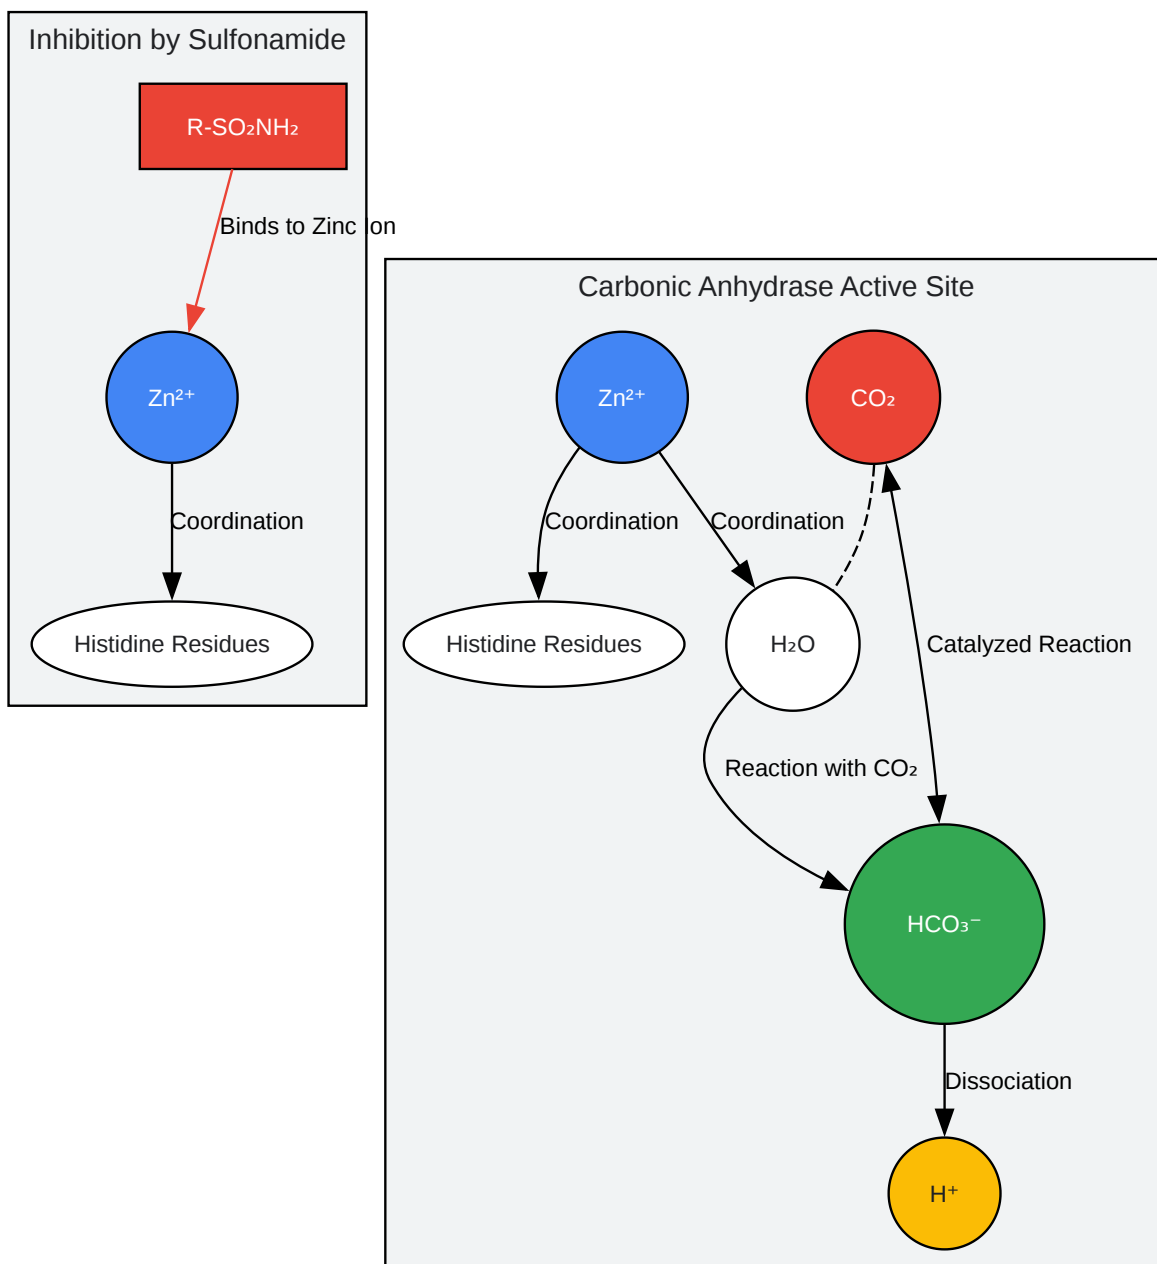 Inhibition by Sulfonamide
R-SO₂NH₂
Binds to Zinc Ion
Zn²⁺
Coordination
Histidine Residues
Carbonic Anhydrase Active Site
Zn²⁺
CO₂
Coordination
Coordination
Histidine Residues
H₂O
Catalyzed Reaction
Reaction with CO₂
HCO₃⁻
Dissociation
H⁺